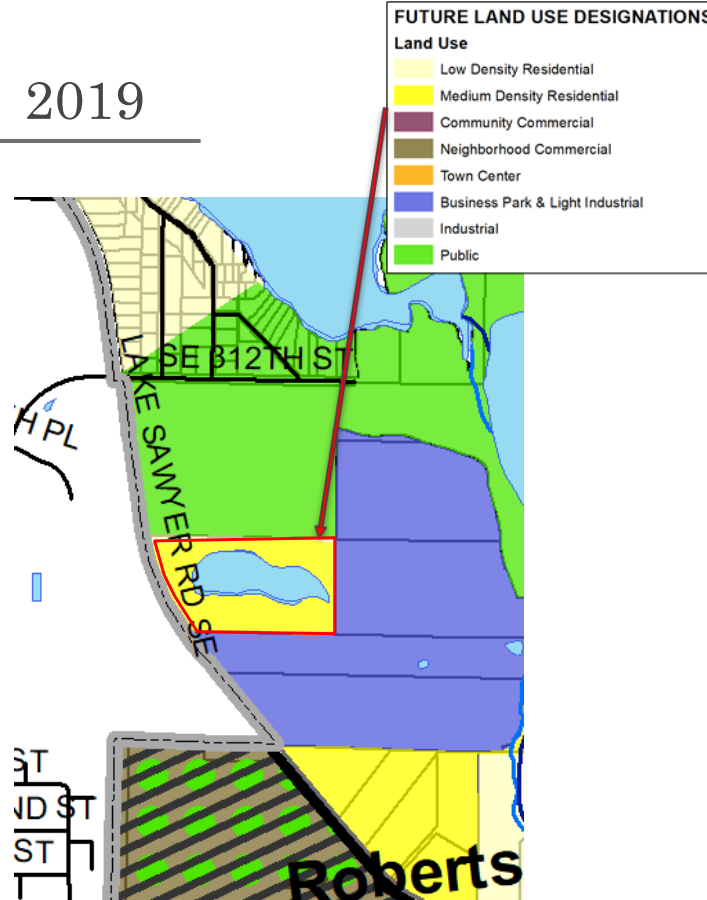 FUTURE LAND USE DESIGNATIONS
Land Use
Low Density Residential
Medium Density Residential
Community Commercial
Neighborhood Commercial
Town Center
Business Park & Light Industrial
Industrial
Public
2019
SE 312TH ST
LAKE SAWYER RD SE
H PL
ST
ND ST
ST
Roberts